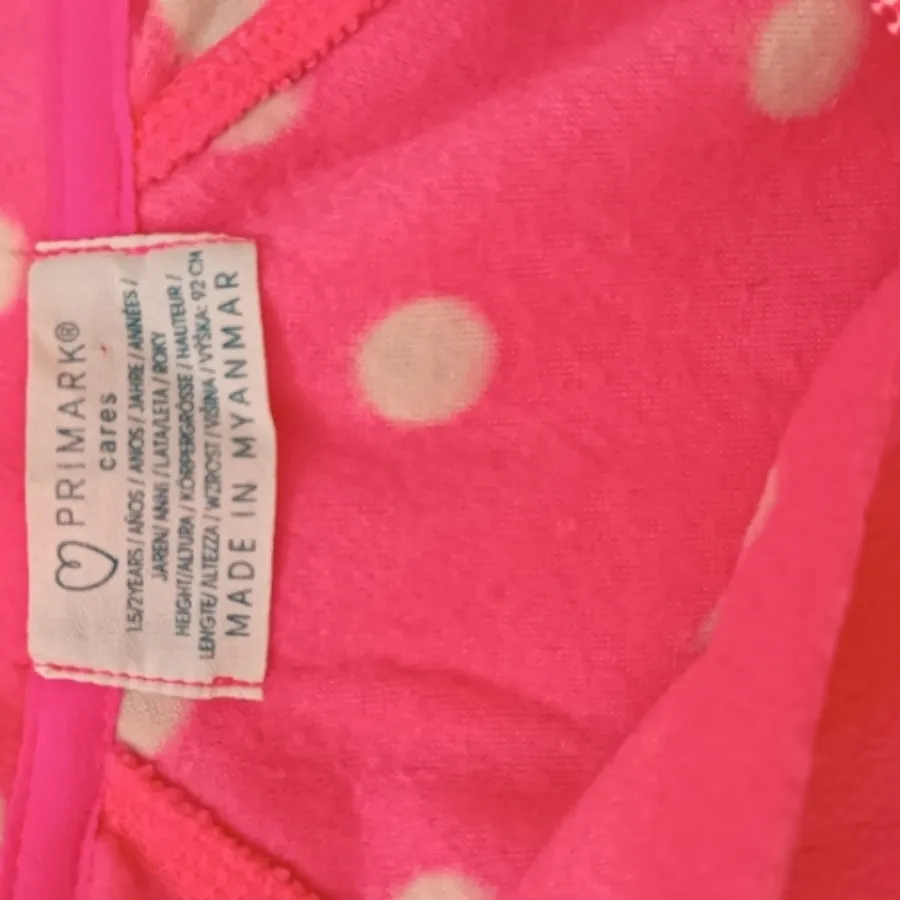 PRIMARK®
cares
1.5/2YEARS / AÑOS / ANOS / JAHRE / ANNÉES /
JAREN/ ANNI / LATA/LETA / ROKY
HEIGHT/ALTURA / KÖRPERGRÖSSE / HAUTEUR /
LENGTE/ ALTEZZA / WZROST / VIŠINA / VÝŠKA: 92 CM
MADE IN MYANMAR